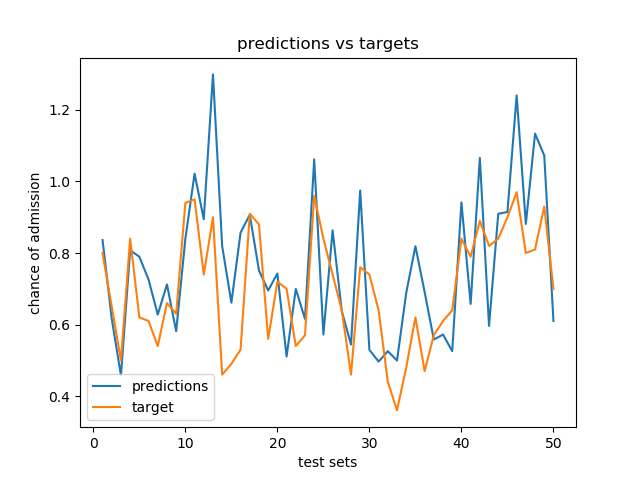 predictions vs targets
chance of admission
1.2
1.0
0.8
0.6
0.4
predictions
target
0 10 20 30 40 50
test sets